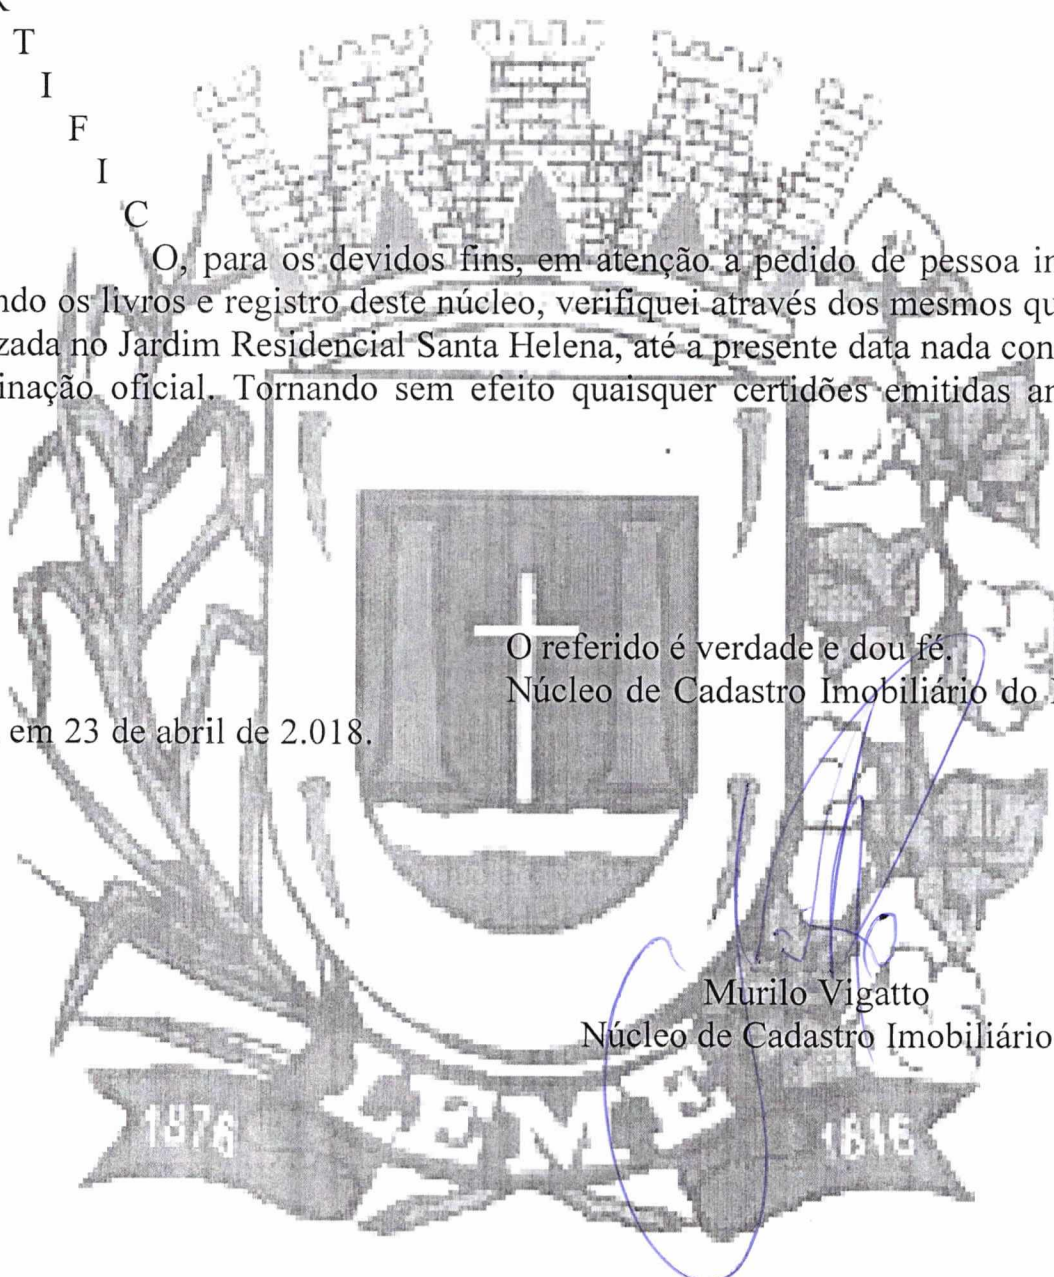 T
I
F
I
C
O, para os devidos fins, em atenção a pedido de pessoa in
ndo os livros e registro deste núcleo, verifiquei através dos mesmos qu
zada no Jardim Residencial Santa Helena, até a presente data nada con
inação oficial. Tornando sem efeito quaisquer certidões emitidas an
O referido é verdade e dou fé.
Núcleo de Cadastro Imobiliário do
em 23 de abril de 2.018.
Murilo Vigatto
Núcleo de Cadastro Imobiliário
1876 LEME